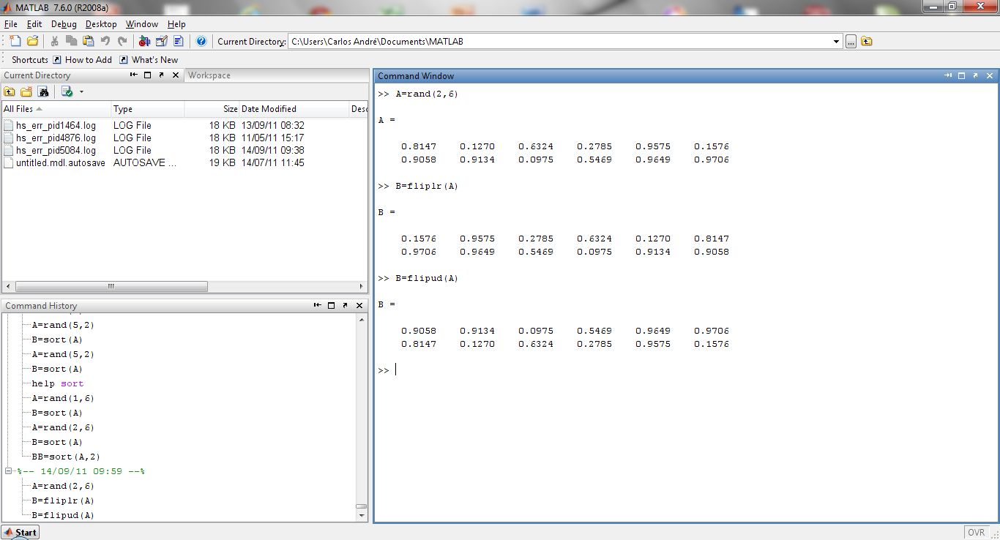 MATLAB 7.6.0 (R2008a)
File Edit Debug Desktop Window Help
Current Directory: C:\Users\Carlos André\Documents\MATLAB
Shortcuts How to Add What's New
Current Directory Workspace
All Files Type Size Date Modified Desc
hs_err_pid1464.log LOG File 18 KB 13/09/11 08:32
hs_err_pid4876.log LOG File 18 KB 11/05/11 15:17
hs_err_pid5084.log LOG File 18 KB 14/09/11 09:38
untitled.mdl.autosave AUTOSAVE ... 19 KB 14/07/11 11:45
Command History
A=rand(5,2)
B=sort(A)
A=rand(5,2)
B=sort(A)
help sort
A=rand(1,6)
B=sort(A)
A=rand(2,6)
B=sort(A)
BB=sort(A,2)
%-- 14/09/11 09:59 --%
A=rand(2,6)
B=fliplr(A)
B=flipud(A)
Command Window
>> A=rand(2,6)
A =
0.8147 0.1270 0.6324 0.2785 0.9575 0.1576
0.9058 0.9134 0.0975 0.5469 0.9649 0.9706
>> B=fliplr(A)
B =
0.1576 0.9575 0.2785 0.6324 0.1270 0.8147
0.9706 0.9649 0.5469 0.0975 0.9134 0.9058
>> B=flipud(A)
B =
0.9058 0.9134 0.0975 0.5469 0.9649 0.9706
0.8147 0.1270 0.6324 0.2785 0.9575 0.1576
>>
Start
OVR